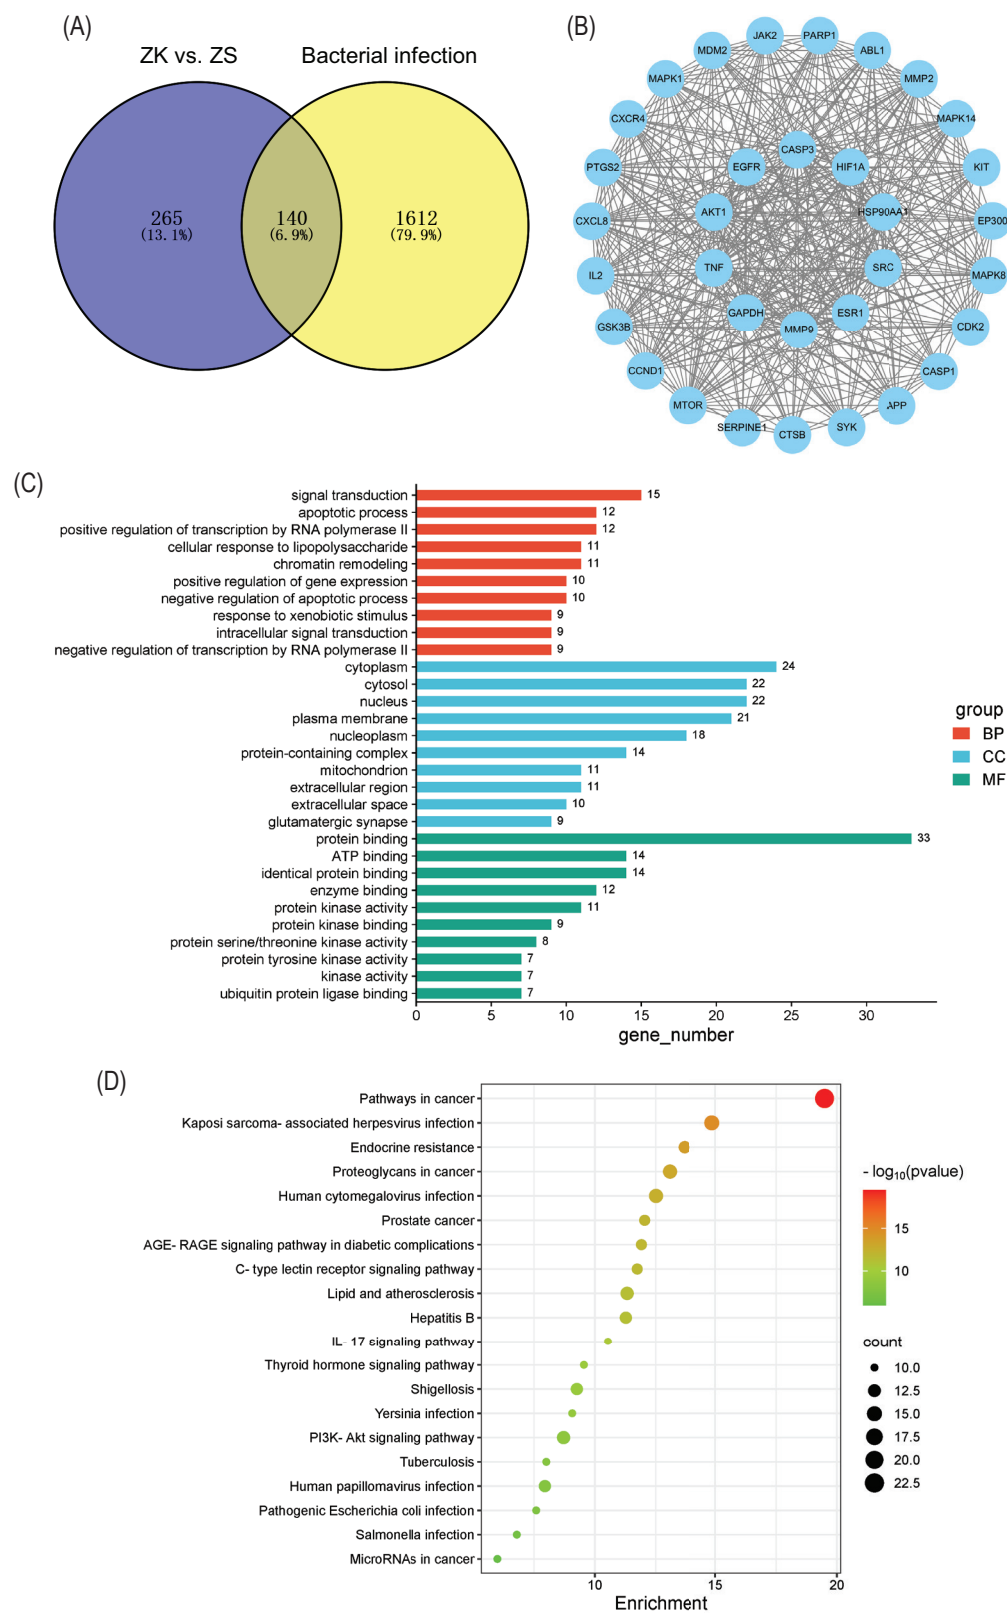 (A)
ZK vs. ZS
Bacterial infection
265
(13.1%)
140
(6.9%)
1612
(79.9%)
(B)
JAK2
PARP1
MDM2
ABL1
MAPK1
MMP2
CXCR4
MAPK14
CASP3
PTGS2
EGFR
HIF1A
KIT
CXCL8
AKT1
HSP90AA1
EP300
IL2
TNF
SRC
MAPK8
GSK3B
GAPDH
MMP9
ESR1
CDK2
CCND1
CASP1
MTOR
APP
SERPINE1
CTSB
SYK
(C)
signal transduction 15
apoptotic process 12
positive regulation of transcription by RNA polymerase II 12
cellular response to lipopolysaccharide 11
chromatin remodeling 11
positive regulation of gene expression 10
negative regulation of apoptotic process 10
response to xenobiotic stimulus 9
intracellular signal transduction 9
negative regulation of transcription by RNA polymerase II 9
cytoplasm 24
cytosol 22
nucleus 22
plasma membrane 21
nucleoplasm 18
protein-containing complex 14
mitochondrion 11
extracellular region 11
extracellular space 10
glutamatergic synapse 9
protein binding 33
ATP binding 14
identical protein binding 14
enzyme binding 12
protein kinase activity 11
protein kinase binding 9
protein serine/threonine kinase activity 8
protein tyrosine kinase activity 7
kinase activity 7
ubiquitin protein ligase binding 7
0 5 10 15 20 25 30
gene_number
group
BP
CC
MF
(D)
Pathways in cancer
Kaposi sarcoma- associated herpesvirus infection
Endocrine resistance
Proteoglycans in cancer
Human cytomegalovirus infection
Prostate cancer
AGE- RAGE signaling pathway in diabetic complications
C- type lectin receptor signaling pathway
Lipid and atherosclerosis
Hepatitis B
IL- 17 signaling pathway
Thyroid hormone signaling pathway
Shigellosis
Yersinia infection
PI3K- Akt signaling pathway
Tuberculosis
Human papillomavirus infection
Pathogenic Escherichia coli infection
Salmonella infection
MicroRNAs in cancer
10 15 20
Enrichment
- log₁₀(pvalue)
15
10
count
10.0
12.5
15.0
17.5
20.0
22.5